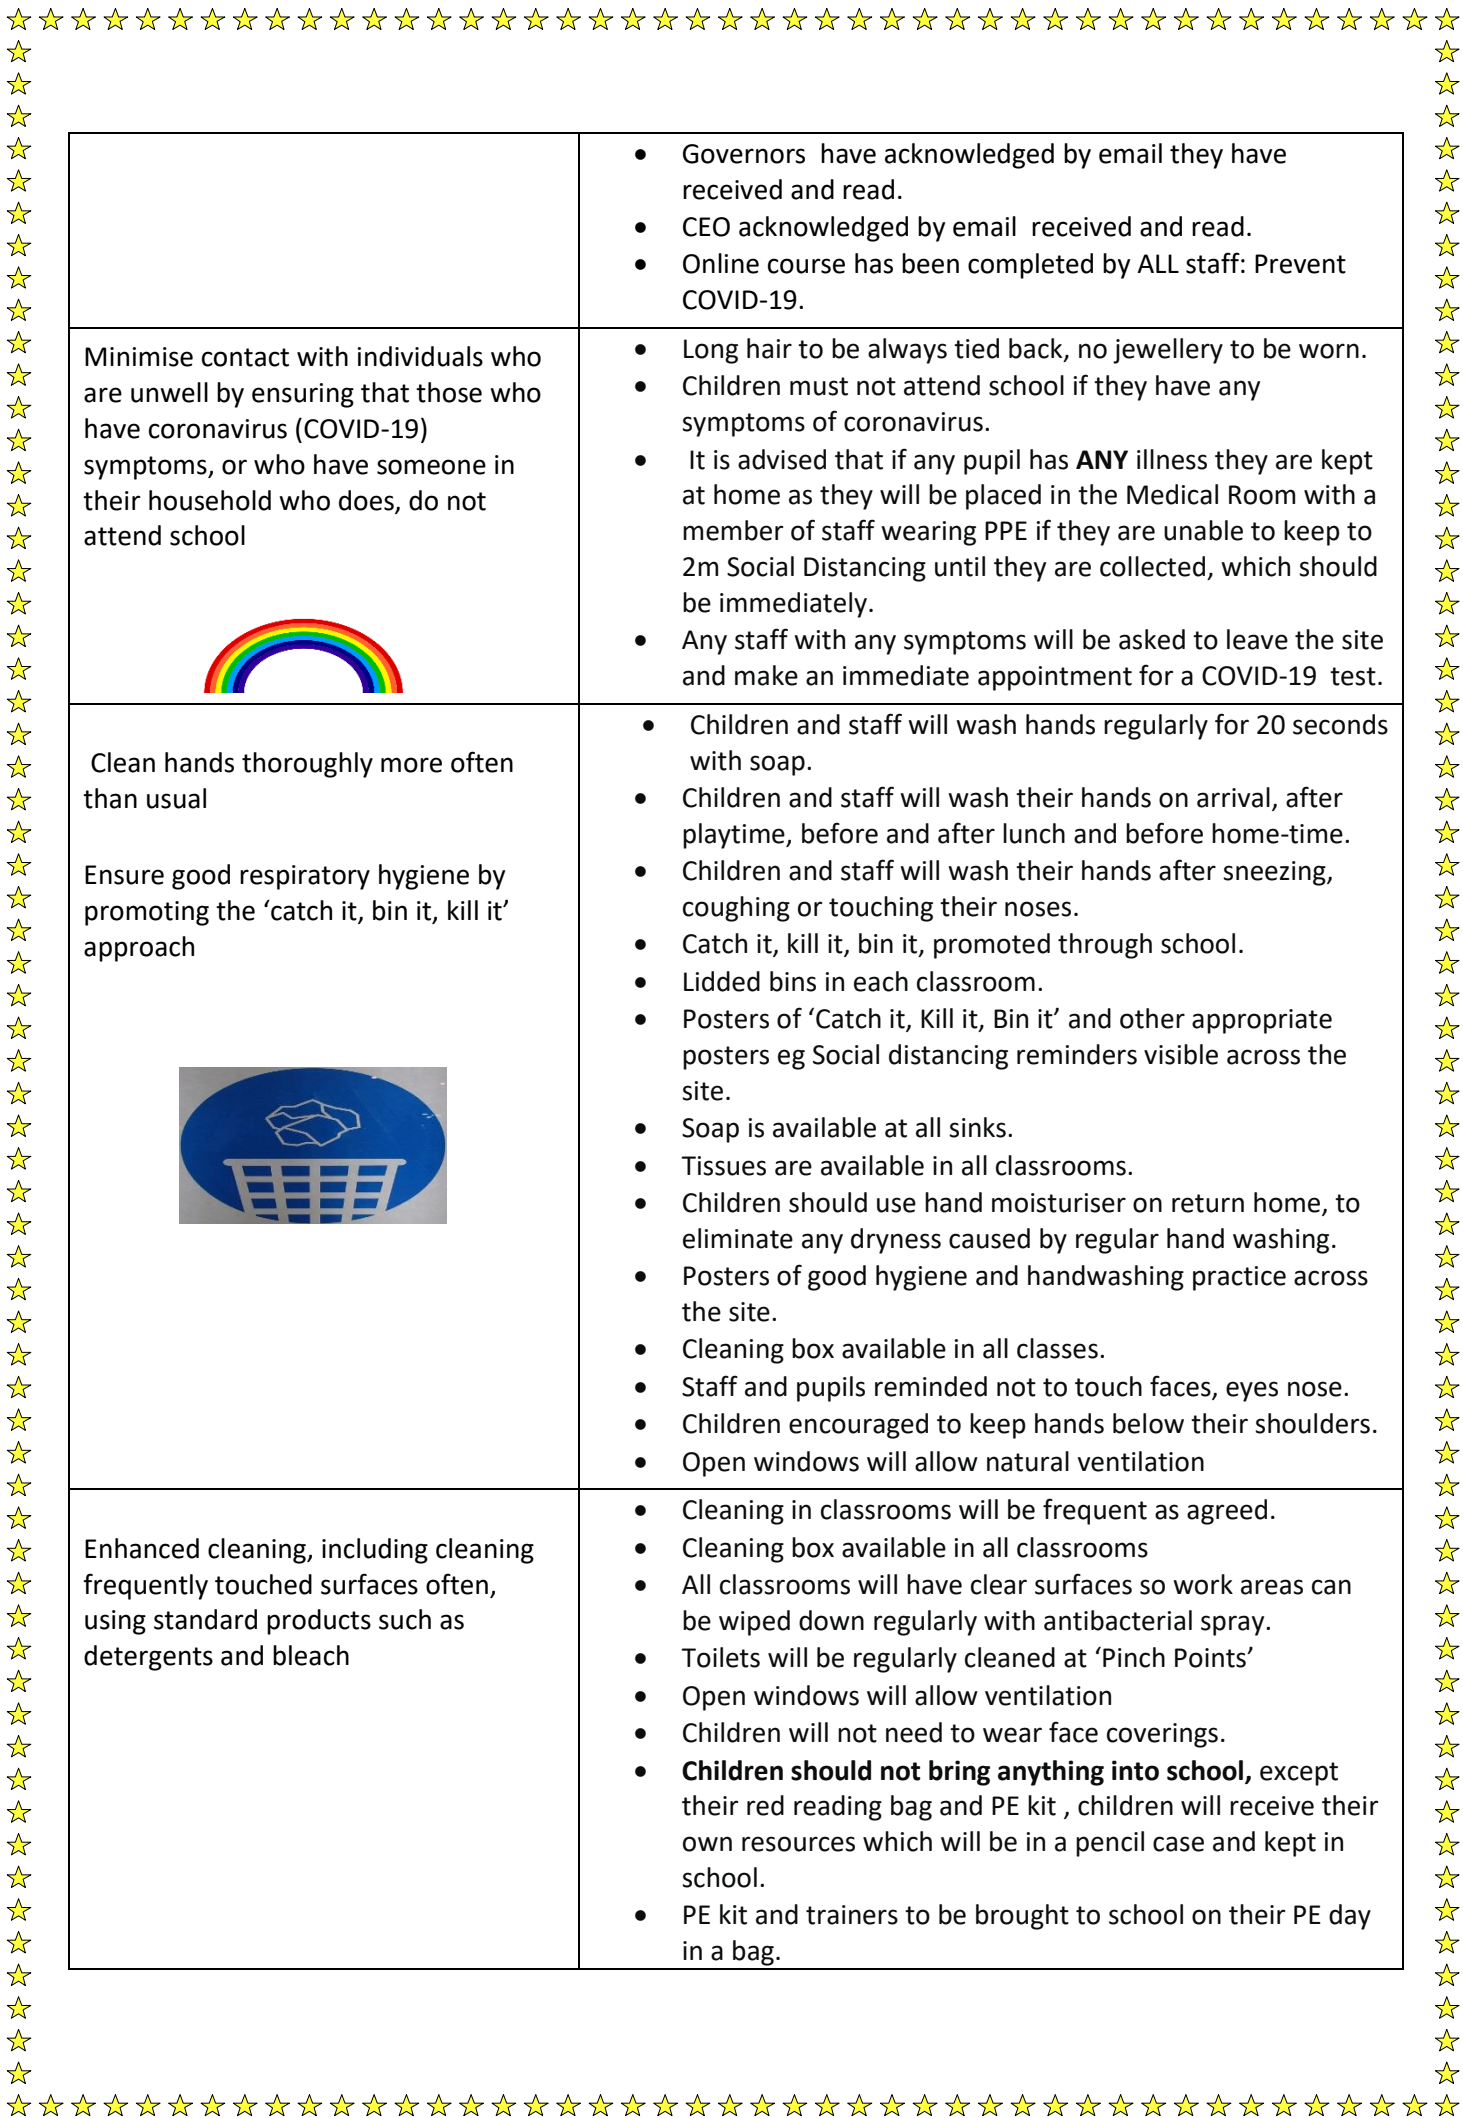 • Governors  have acknowledged by email they have
received and read.
• CEO acknowledged by email  received and read.
• Online course has been completed by ALL staff: Prevent
COVID-19.
Minimise contact with individuals who
are unwell by ensuring that those who
have coronavirus (COVID-19)
symptoms, or who have someone in
their household who does, do not
attend school
• Long hair to be always tied back, no jewellery to be worn.
• Children must not attend school if they have any
symptoms of coronavirus.
• It is advised that if any pupil has ANY illness they are kept
at home as they will be placed in the Medical Room with a
member of staff wearing PPE if they are unable to keep to
2m Social Distancing until they are collected, which should
be immediately.
• Any staff with any symptoms will be asked to leave the site
and make an immediate appointment for a COVID-19  test.
Clean hands thoroughly more often
than usual
Ensure good respiratory hygiene by
promoting the ‘catch it, bin it, kill it’
approach
• Children and staff will wash hands regularly for 20 seconds
with soap.
• Children and staff will wash their hands on arrival, after
playtime, before and after lunch and before home-time.
• Children and staff will wash their hands after sneezing,
coughing or touching their noses.
• Catch it, kill it, bin it, promoted through school.
• Lidded bins in each classroom.
• Posters of ‘Catch it, Kill it, Bin it’ and other appropriate
posters eg Social distancing reminders visible across the
site.
• Soap is available at all sinks.
• Tissues are available in all classrooms.
• Children should use hand moisturiser on return home, to
eliminate any dryness caused by regular hand washing.
• Posters of good hygiene and handwashing practice across
the site.
• Cleaning box available in all classes.
• Staff and pupils reminded not to touch faces, eyes nose.
• Children encouraged to keep hands below their shoulders.
• Open windows will allow natural ventilation
Enhanced cleaning, including cleaning
frequently touched surfaces often,
using standard products such as
detergents and bleach
• Cleaning in classrooms will be frequent as agreed.
• Cleaning box available in all classrooms
• All classrooms will have clear surfaces so work areas can
be wiped down regularly with antibacterial spray.
• Toilets will be regularly cleaned at ‘Pinch Points’
• Open windows will allow ventilation
• Children will not need to wear face coverings.
• Children should not bring anything into school, except
their red reading bag and PE kit , children will receive their
own resources which will be in a pencil case and kept in
school.
• PE kit and trainers to be brought to school on their PE day
in a bag.